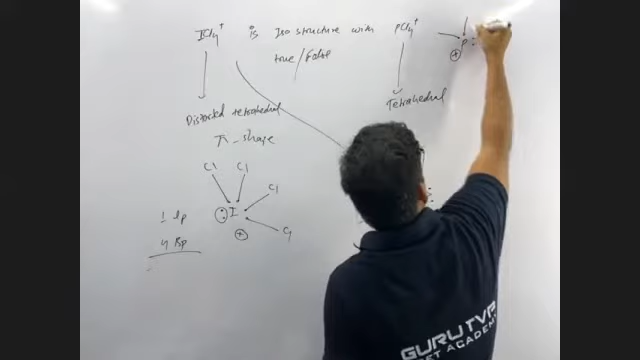 ICl4+ is Iso structure with PCl4+
true/False
Distorted tetrahedral
Tetrahedral
shape
Cl Cl
Cl
I
Cl
+
1 lp
4 Bp
P
+
GURU TVP
ACADEMY